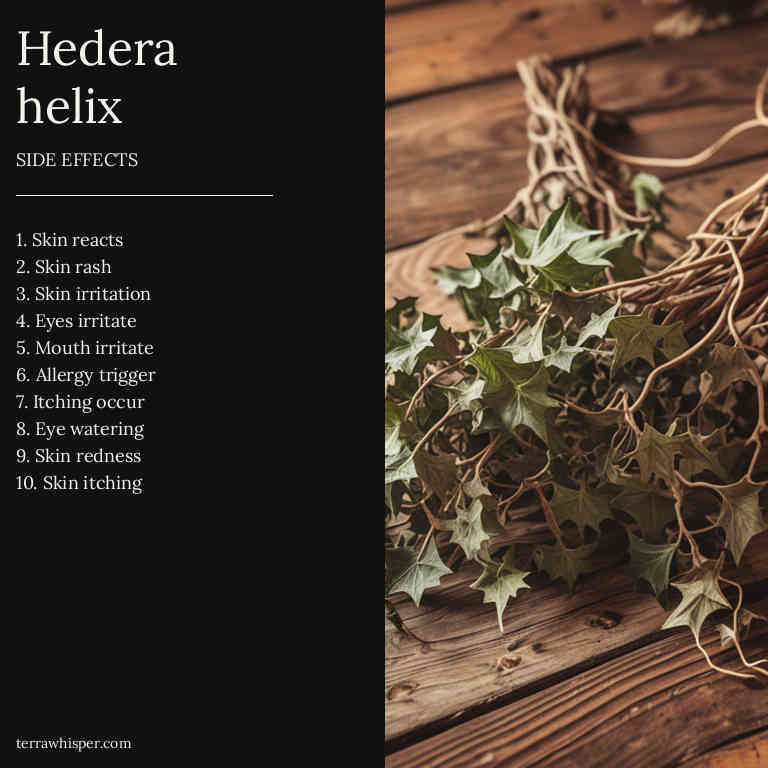 Hedera
helix
SIDE EFFECTS
1. Skin reacts
2. Skin rash
3. Skin irritation
4. Eyes irritate
5. Mouth irritate
6. Allergy trigger
7. Itching occur
8. Eye watering
9. Skin redness
10. Skin itching
terrawhisper.com